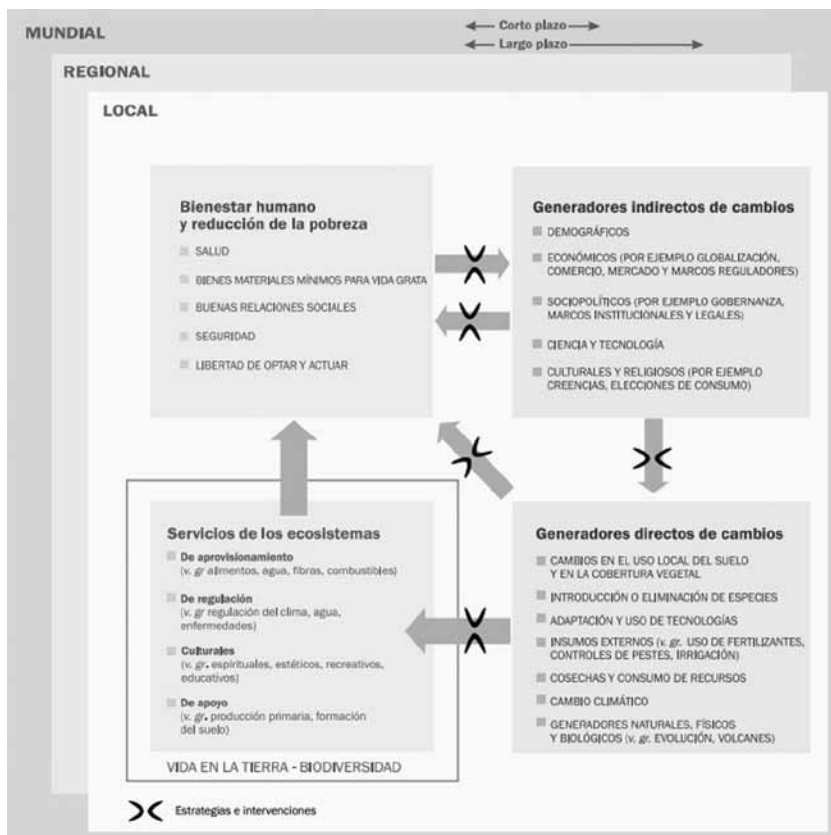 MUNDIAL
Corto plazo
Largo plazo
REGIONAL
LOCAL
Bienestar humano
y reducción de la pobreza
SALUD
BIENES MATERIALES MÍNIMOS PARA VIDA GRATA
BUENAS RELACIONES SOCIALES
SEGURIDAD
LIBERTAD DE OPTAR Y ACTUAR
Generadores indirectos de cambios
DEMOGRÁFICOS
ECONÓMICOS (POR EJEMPLO GLOBALIZACIÓN,
COMERCIO, MERCADO Y MARCOS REGULADORES)
SOCIOPOLÍTICOS (POR EJEMPLO GOBERNANZA,
MARCOS INSTITUCIONALES Y LEGALES)
CIENCIA Y TECNOLOGÍA
CULTURALES Y RELIGIOSOS (POR EJEMPLO
CREENCIAS, ELECCIONES DE CONSUMO)
Servicios de los ecosistemas
De aprovisionamiento
(v. gr alimentos, agua, fibras, combustibles)
De regulación
(v. gr regulación del clima, agua,
enfermedades)
Culturales
(v. gr. espirituales, estéticos, recreativos,
educativos)
De apoyo
(v. gr. producción primaria, formación
del suelo)
VIDA EN LA TIERRA - BIODIVERSIDAD
Generadores directos de cambios
CAMBIOS EN EL USO LOCAL DEL SUELO
Y EN LA COBERTURA VEGETAL
INTRODUCCIÓN O ELIMINACIÓN DE ESPECIES
ADAPTACIÓN Y USO DE TECNOLOGÍAS
INSUMOS EXTERNOS (v. gr. USO DE FERTILIZANTES,
CONTROLES DE PESTES, IRRIGACIÓN)
COSECHAS Y CONSUMO DE RECURSOS
CAMBIO CLIMÁTICO
GENERADORES NATURALES, FÍSICOS
Y BIOLÓGICOS (v. gr. EVOLUCIÓN, VOLCANES)
Estrategias e intervenciones